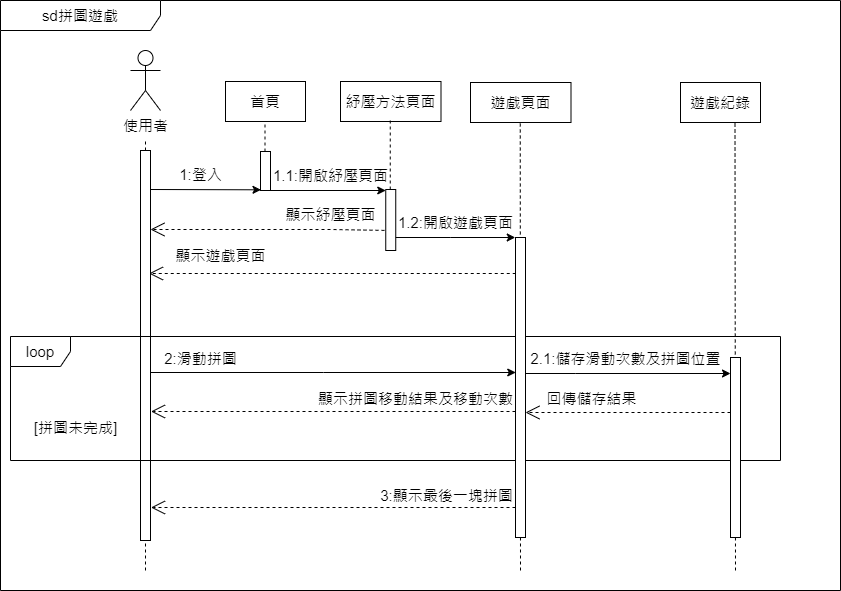 sd拼圖遊戲
使用者
首頁
紓壓方法頁面
遊戲頁面
遊戲紀錄
1:登入
1.1:開啟紓壓頁面
顯示紓壓頁面
1.2:開啟遊戲頁面
顯示遊戲頁面
loop
2:滑動拼圖
2.1:儲存滑動次數及拼圖位置
顯示拼圖移動結果及移動次數
回傳儲存結果
[拼圖未完成]
3:顯示最後一塊拼圖